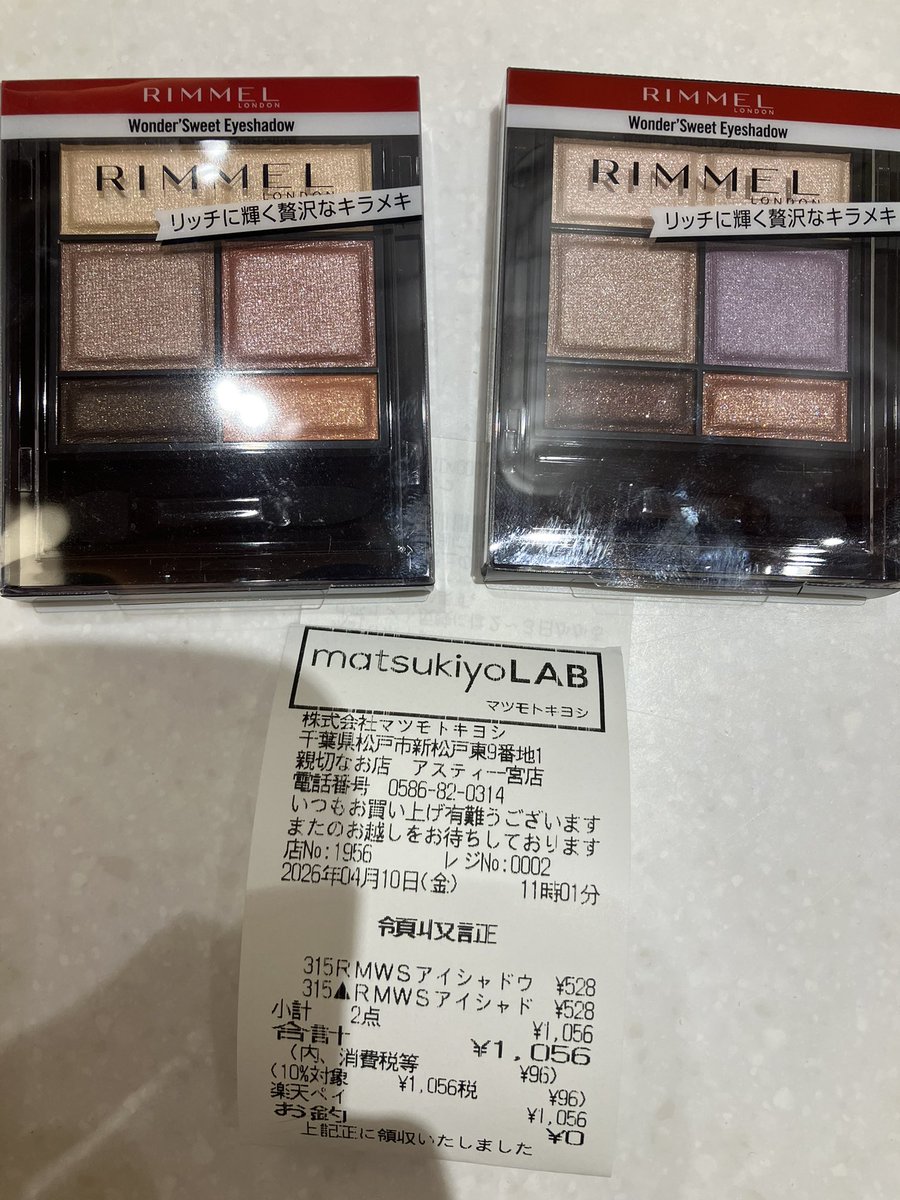 RIMMEL
LONDON
Wonder'Sweet Eyeshadow
RIMMEL
LONDON
リッチに輝く贅沢なキラメキ
RIMMEL
LONDON
Wonder'Sweet Eyeshadow
RIMMEL
LONDON
リッチに輝く贅沢なキラメキ
matsukiyoLAB
マツモトキヨシ
株式会社マツモトキヨシ
千葉県松戸市新松戸東9番地1
親切なお店 アスティ一宮店
電話番号 0586-82-0314
いつもお買い上げ有難うございます
またのお越しをお待ちしております
店No:1956 レジNo:0002
2026年04月10日(金) 11時01分
領収証
315RMWSアイシャドウ ¥528
315▲RMWSアイシャド ¥528
小計 2点 ¥1,056
合計 ¥1,056
(内、消費税等 ¥96)
(10%対象 ¥1,056税 ¥96)
楽天ペイ ¥1,056
お釣 ¥0
上記正に領収いたしました